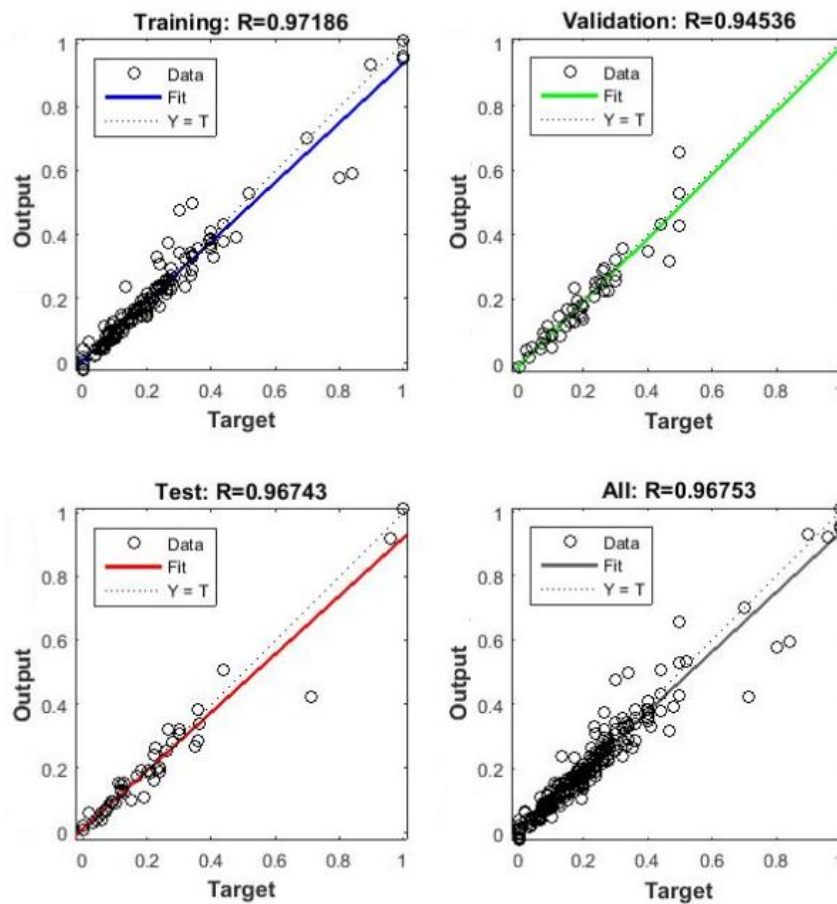 Training: R=0.97186
1
0.8
0.6
0.4
0.2
0
Output
Data
Fit
Y = T
0 0.2 0.4 0.6 0.8 1
Target
Validation: R=0.94536
1
0.8
0.6
0.4
0.2
0
Output
Data
Fit
Y = T
0 0.2 0.4 0.6 0.8 1
Target
Test: R=0.96743
1
0.8
0.6
0.4
0.2
0
Output
Data
Fit
Y = T
0 0.2 0.4 0.6 0.8 1
Target
All: R=0.96753
1
0.8
0.6
0.4
0.2
0
Output
Data
Fit
Y = T
0 0.2 0.4 0.6 0.8 1
Target